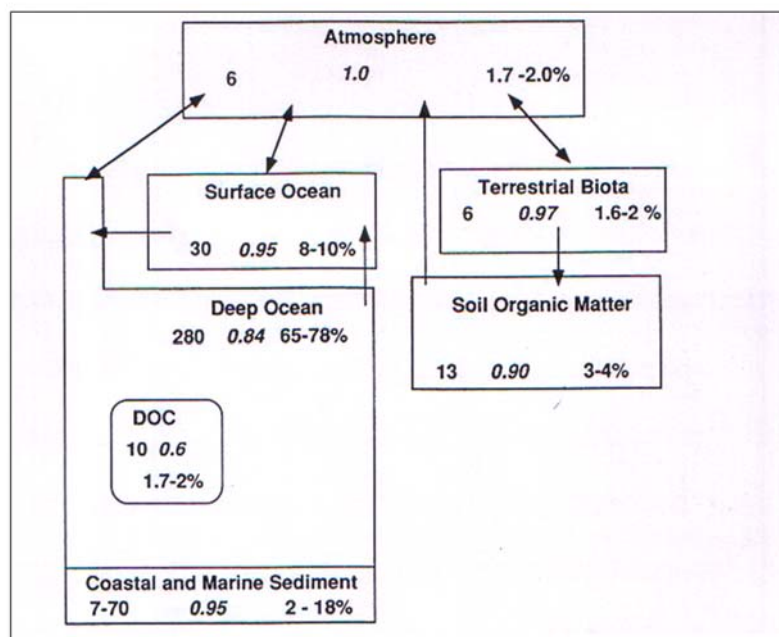 Atmosphere
6 1.0 1.7 -2.0%
Surface Ocean
30 0.95 8-10%
Terrestrial Biota
6 0.97 1.6-2 %
Deep Ocean
280 0.84 65-78%
Soil Organic Matter
13 0.90 3-4%
DOC
10 0.6
1.7-2%
Coastal and Marine Sediment
7-70 0.95 2 - 18%